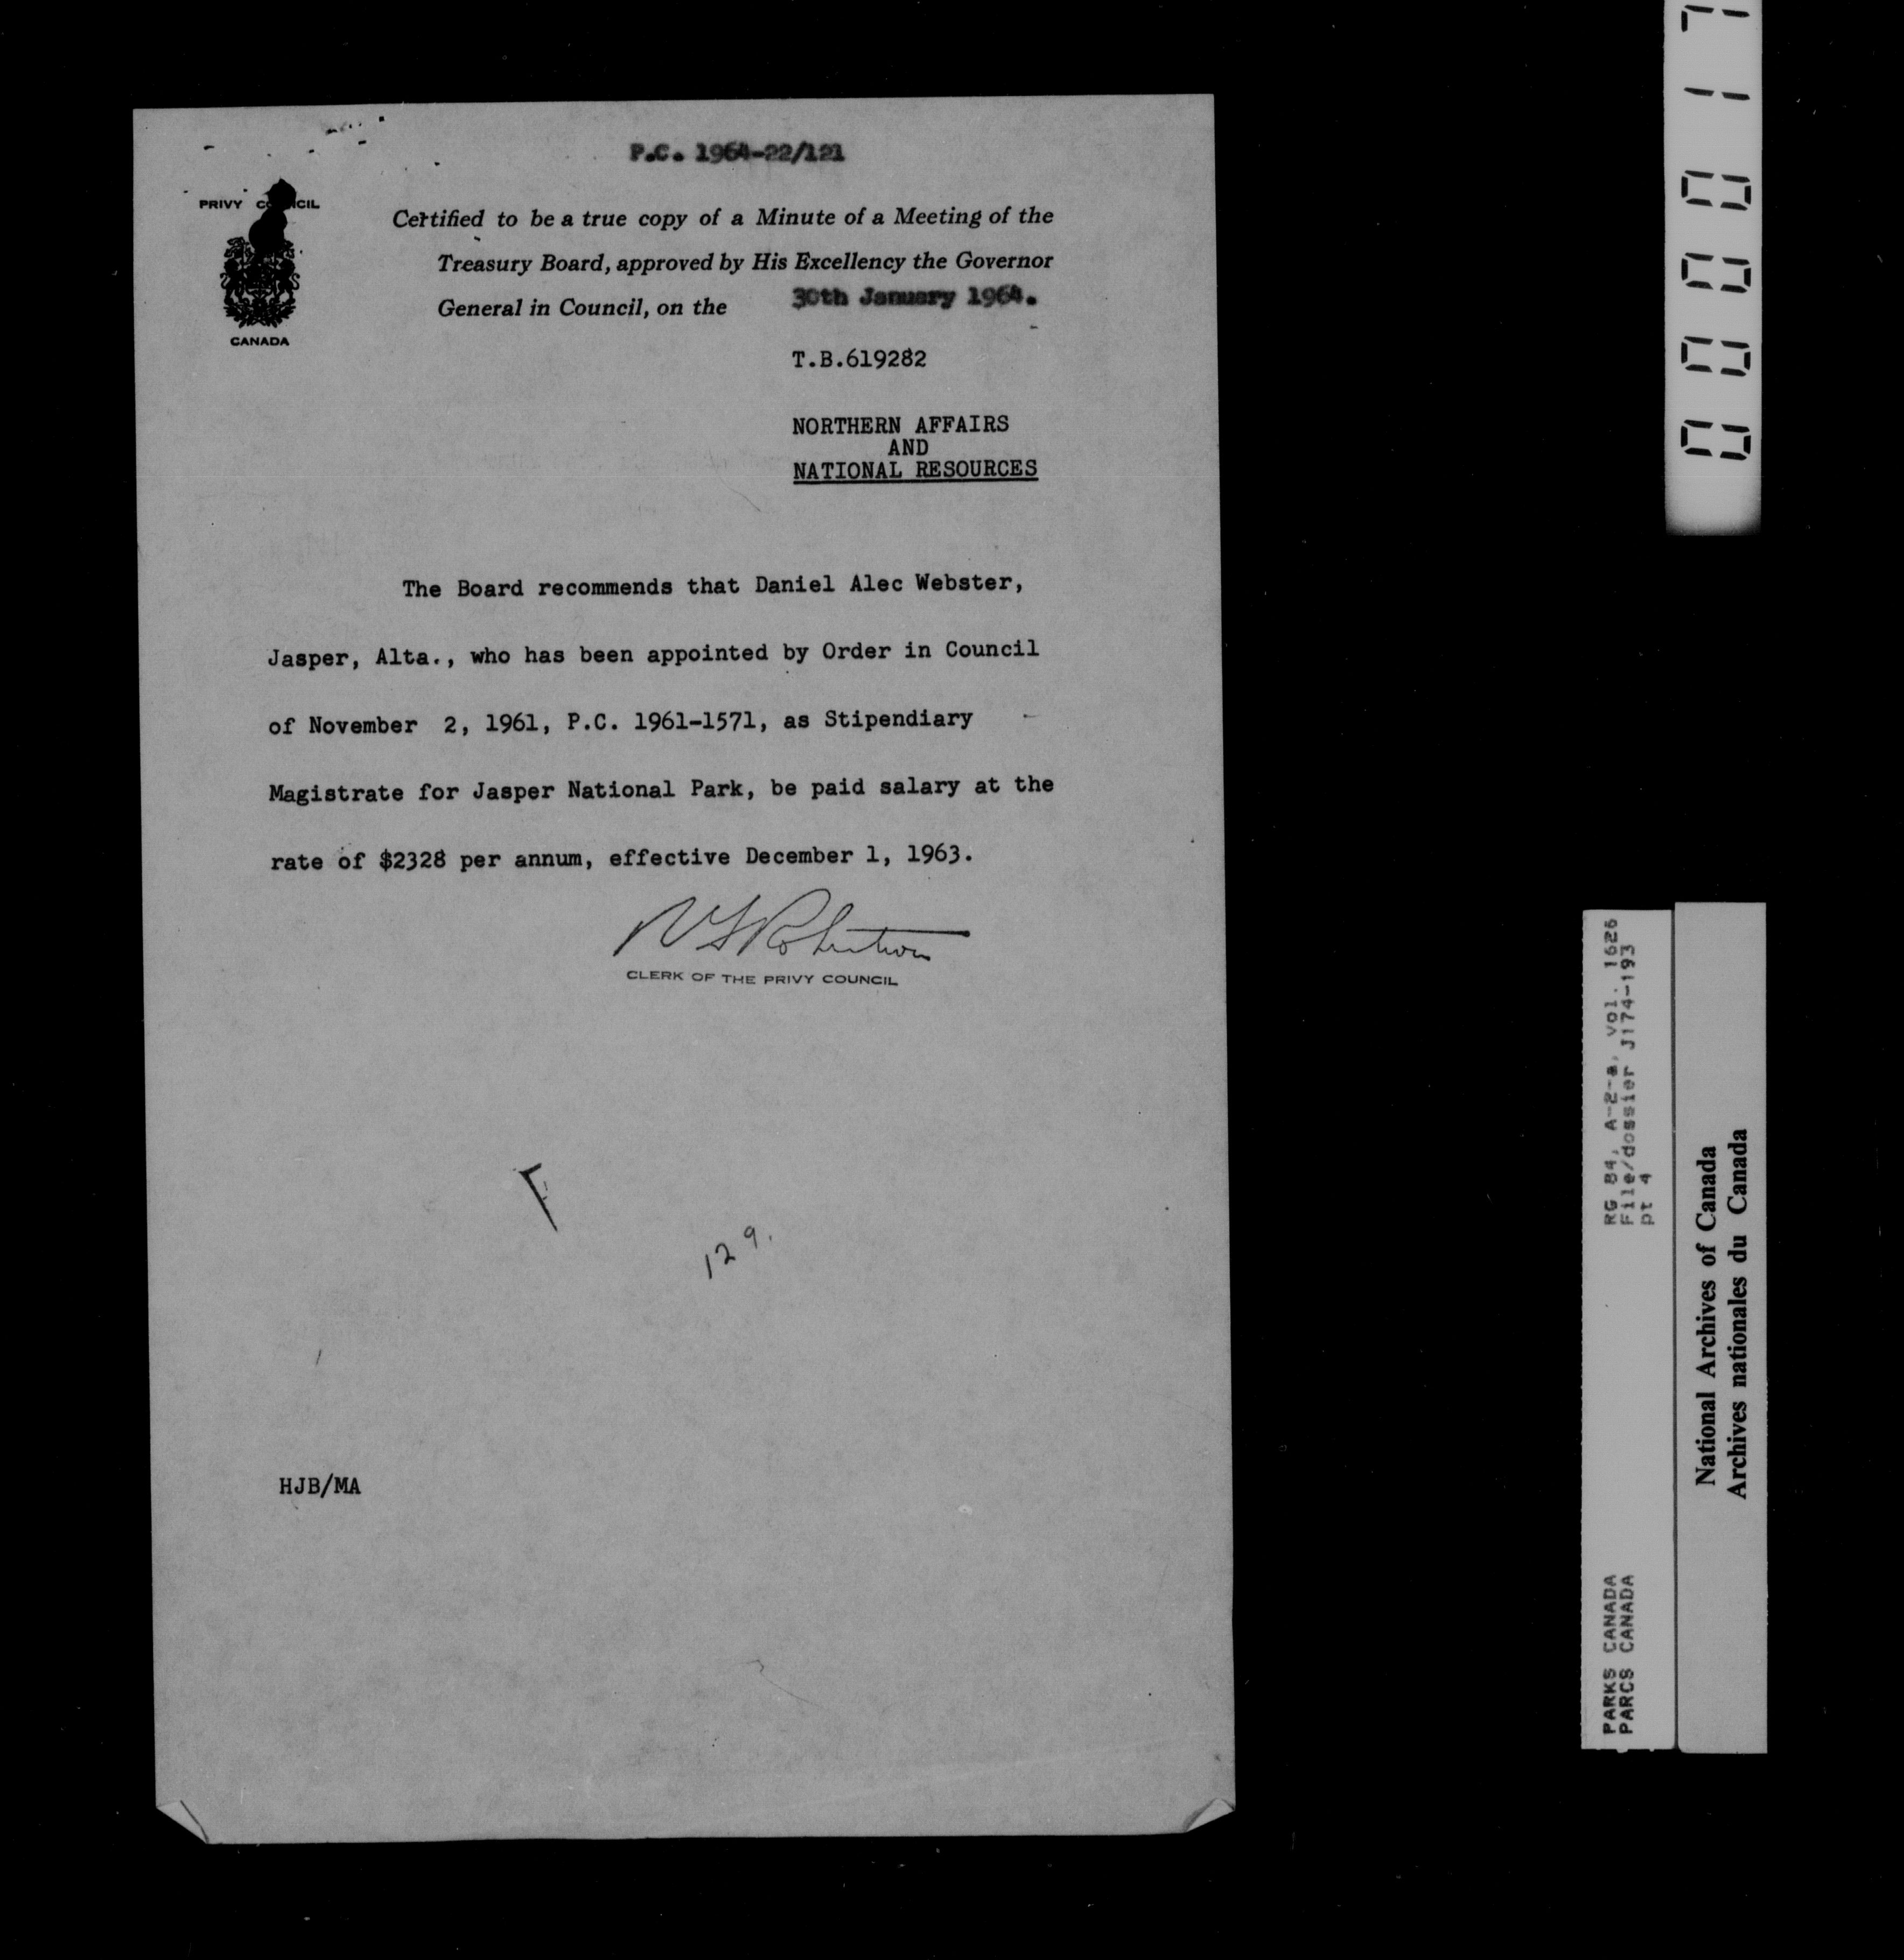 P.C. 1964-22/121
PRIVY COUNCIL
CANADA
Certified to be a true copy of a Minute of a Meeting of the
Treasury Board, approved by His Excellency the Governor
General in Council, on the 30th January 1964.
T.B.619282
NORTHERN AFFAIRS
AND
NATIONAL RESOURCES
The Board recommends that Daniel Alec Webster,
Jasper, Alta., who has been appointed by Order in Council
of November 2, 1961, P.C. 1961-1571, as Stipendiary
Magistrate for Jasper National Park, be paid salary at the
rate of $2328 per annum, effective December 1, 1963.
Robertson
CLERK OF THE PRIVY COUNCIL
129.
HJB/MA
RG 84, A-2-a, vol. 1626
File/dossier J174-193
pt 4
PARKS CANADA
PARCS CANADA
National Archives of Canada
Archives nationales du Canada